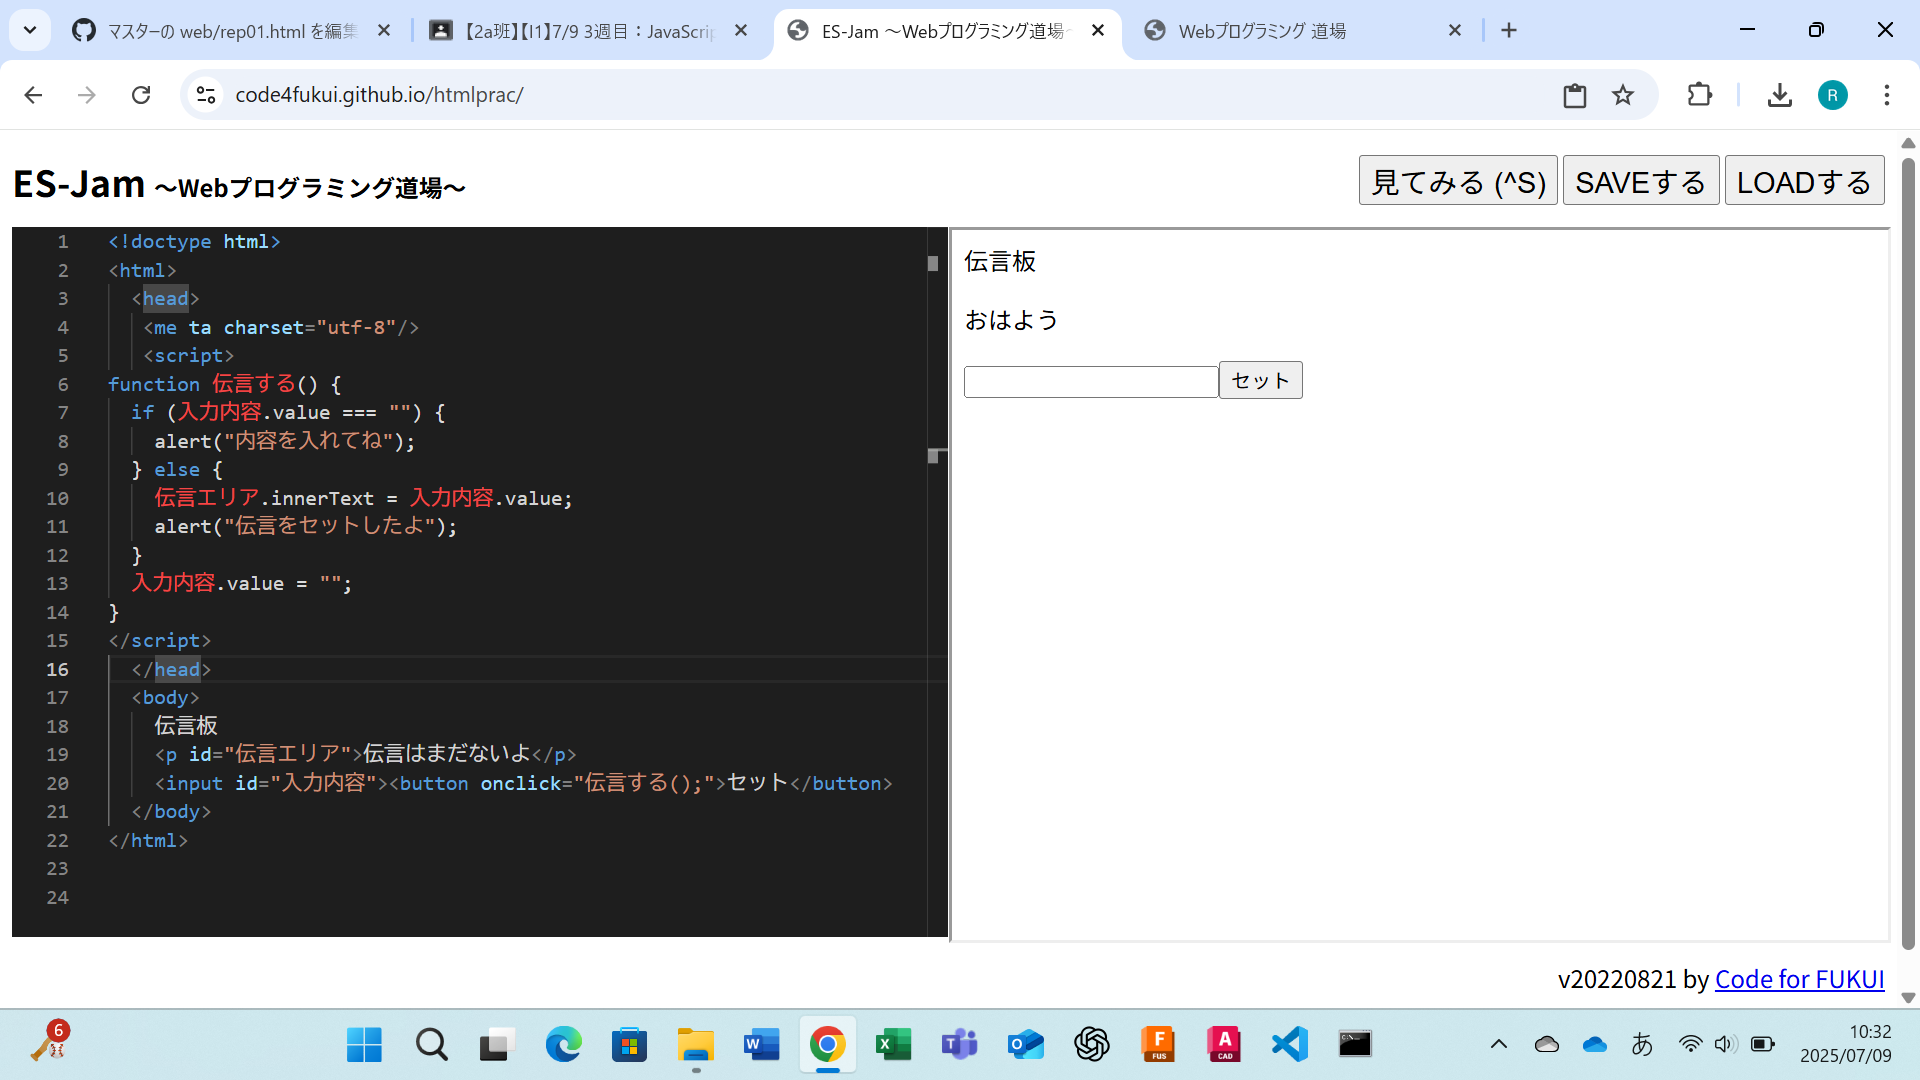 マスターの web/rep01.html を編集
【2a班】【I1】7/9 3週目：JavaScrip
ES-Jam ～Webプログラミング道場～
Webプログラミング 道場
code4fukui.github.io/htmlprac/
R
ES-Jam ～Webプログラミング道場～
見てみる (^S)
SAVEする
LOADする
1 <!doctype html>
2 <html>
3 <head>
4 <me ta charset="utf-8"/>
5 <script>
6 function 伝言する() {
7 if (入力内容.value === "") {
8 alert("内容を入れてね");
9 } else {
10 伝言エリア.innerText = 入力内容.value;
11 alert("伝言をセットしたよ");
12 }
13 入力内容.value = "";
14 }
15 </script>
16 </head>
17 <body>
18 伝言板
19 <p id="伝言エリア">伝言はまだないよ</p>
20 <input id="入力内容"><button onclick="伝言する();">セット</button>
21 </body>
22 </html>
23
24
伝言板
おはよう
セット
v20220821 by Code for FUKUI
6
W
X
T
O
F
FUS
A
CAD
あ
10:32
2025/07/09